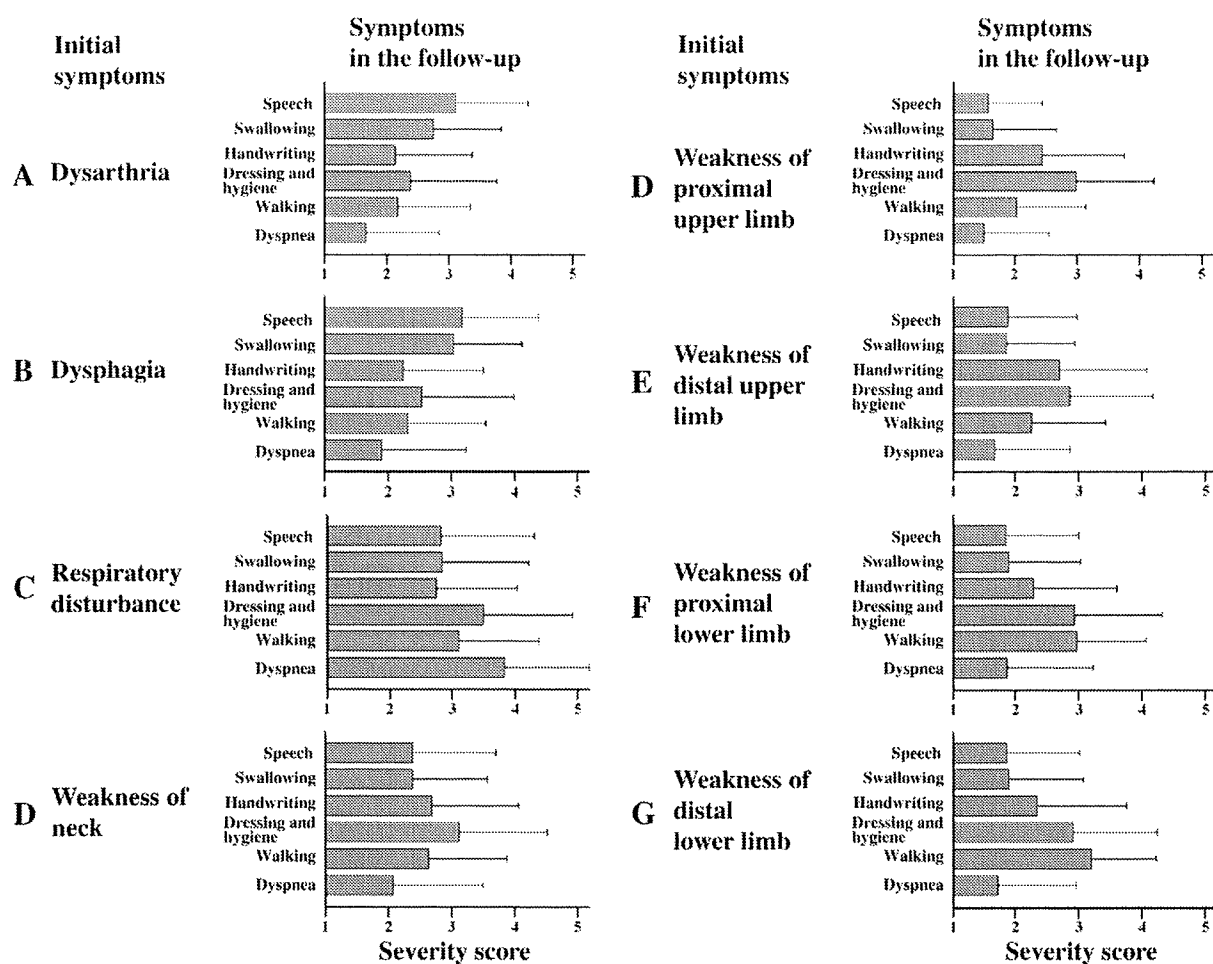 Initial
symptoms
Symptoms
in the follow-up
A Dysarthria
Speech
Swallowing
Handwriting
Dressing and
hygiene
Walking
Dyspnea
1 2 3 4 5
B Dysphagia
Speech
Swallowing
Handwriting
Dressing and
hygiene
Walking
Dyspnea
1 2 3 4 5
C Respiratory
disturbance
Speech
Swallowing
Handwriting
Dressing and
hygiene
Walking
Dyspnea
1 2 3 4 5
D Weakness of
neck
Speech
Swallowing
Handwriting
Dressing and
hygiene
Walking
Dyspnea
1 2 3 4 5
Severity score
Initial
symptoms
Symptoms
in the follow-up
D Weakness of
proximal
upper limb
Speech
Swallowing
Handwriting
Dressing and
hygiene
Walking
Dyspnea
1 2 3 4 5
E Weakness of
distal upper
limb
Speech
Swallowing
Handwriting
Dressing and
hygiene
Walking
Dyspnea
1 2 3 4 5
F Weakness of
proximal
lower limb
Speech
Swallowing
Handwriting
Dressing and
hygiene
Walking
Dyspnea
1 2 3 4 5
G Weakness of
distal
lower limb
Speech
Swallowing
Handwriting
Dressing and
hygiene
Walking
Dyspnea
1 2 3 4 5
Severity score